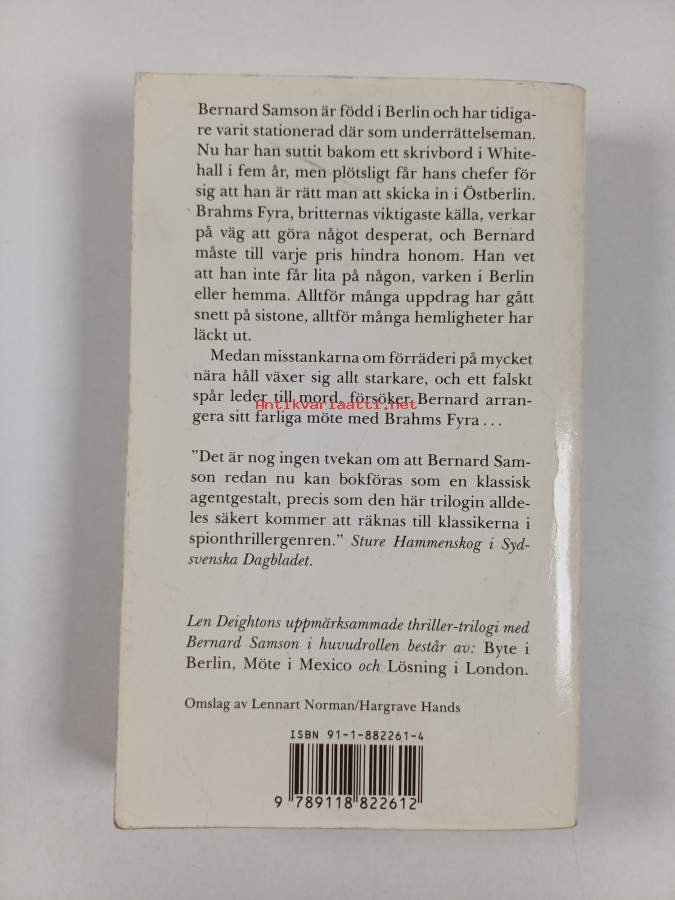 Bernard Samson är född i Berlin och har tidiga-
re varit stationerad där som underrättelseman.
Nu har han suttit bakom ett skrivbord i White-
hall i fem år, men plötsligt får hans chefer för
sig att han är rätt man att skicka in i Östberlin.
Brahms Fyra, britternas viktigaste källa, verkar
på väg att göra något desperat, och Bernard
måste till varje pris hindra honom. Han vet
att han inte får lita på någon, varken i Berlin
eller hemma. Alltför många uppdrag har gått
snett på sistone, alltför många hemligheter har
läckt ut.
Medan misstankarna om förräderi på mycket
nära håll växer sig allt starkare, och ett falskt
spår leder till mord, försöker Bernard arran-
gera sitt farliga möte med Brahms Fyra...
Antikvariaatti.net
"Det är nog ingen tvekan om att Bernard Sam-
son redan nu kan bokföras som en klassisk
agentgestalt, precis som den här trilogin allde-
les säkert kommer att räknas till klassikerna i
spionthrillergenren." Sture Hammenskog i Syd-
svenska Dagbladet.
Len Deightons uppmärksammade thriller-trilogi med
Bernard Samson i huvudrollen består av: Byte i
Berlin, Möte i Mexico och Lösning i London.
Omslag av Lennart Norman/Hargrave Hands
ISBN 91-1-882261-4
9 789118 822612